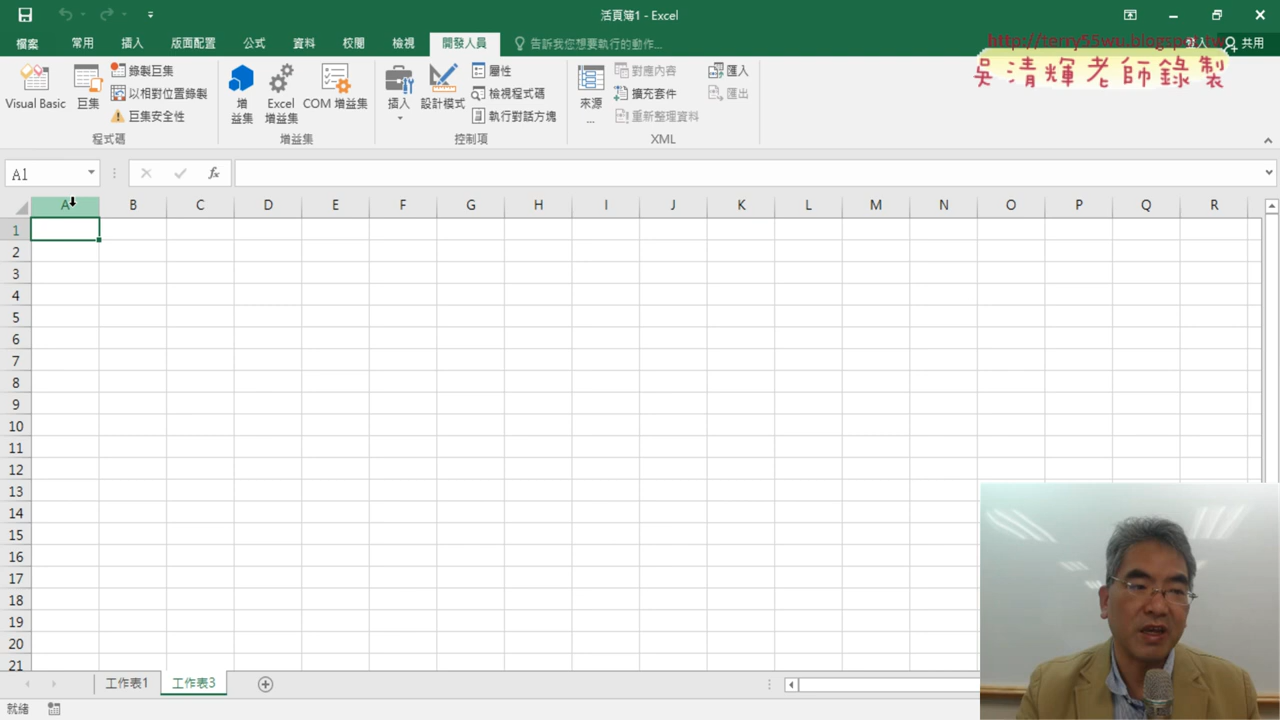 活頁簿1 - Excel
檔案 常用 插入 版面配置 公式 資料 校閱 檢視 開發人員 告訴我您想要執行的動作... 共用
http://terry55wu.blogspot.tw
吳清輝老師錄製
Visual Basic
巨集
錄製巨集
以相對位置錄製
巨集安全性
程式碼
增益集
Excel 增益集
COM 增益集
增益集
插入
設計模式
屬性
檢視程式碼
執行對話方塊
控制項
來源
...
對應內容
擴充套件
重新整理資料
匯入
匯出
XML
A1
fx
A B C D E F G H I J K L M N O P Q R
1
2
3
4
5
6
7
8
9
10
11
12
13
14
15
16
17
18
19
20
21
工作表1 工作表3
就緒